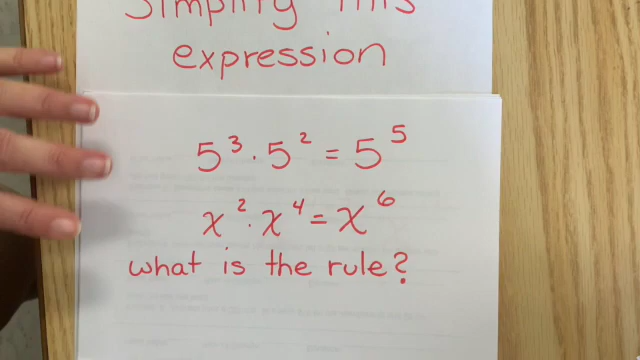 Simplify This
expression
5³ · 5² = 5⁵
x² · x⁴ = x⁶
what is the rule?